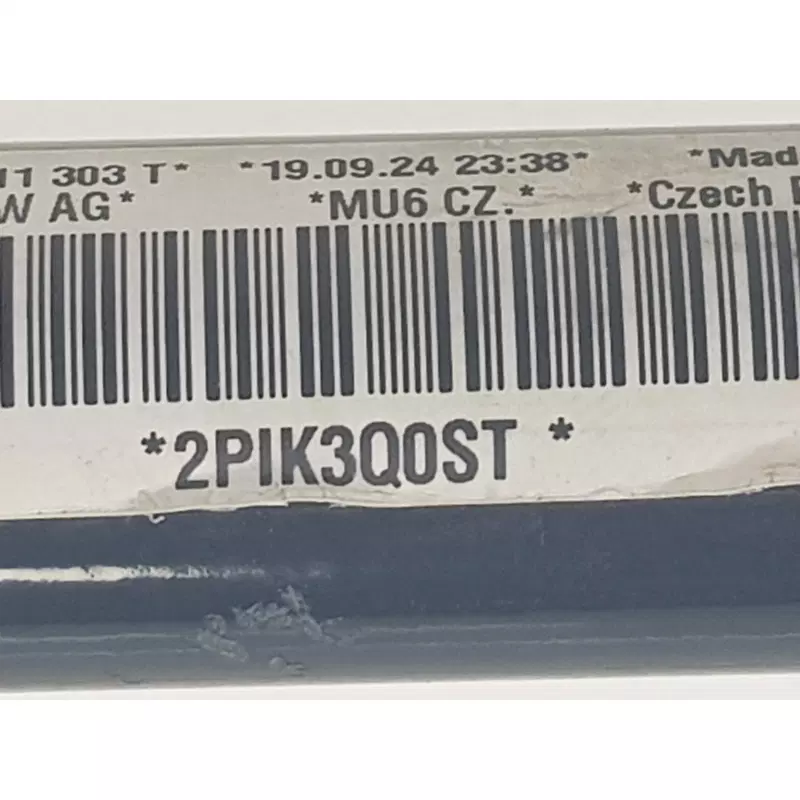 11 303 T* *19.09.24 23:38* *Mad
W AG* *MU6 CZ.* *Czech
*2PIK3Q0ST *